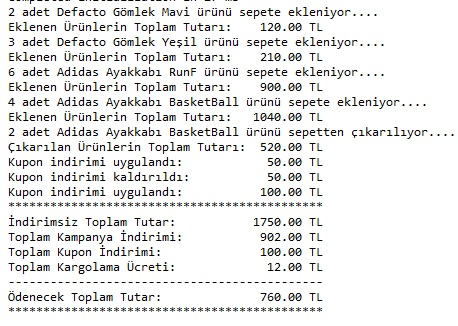 2 adet Defacto Gömlek Mavi ürünü sepete ekleniyor....
Eklenen Ürünlerin Toplam Tutarı: 120.00 TL
3 adet Defacto Gömlek Yeşil ürünü sepete ekleniyor....
Eklenen Ürünlerin Toplam Tutarı: 210.00 TL
6 adet Adidas Ayakkabı RunF ürünü sepete ekleniyor....
Eklenen Ürünlerin Toplam Tutarı: 900.00 TL
4 adet Adidas Ayakkabı BasketBall ürünü sepete ekleniyor....
Eklenen Ürünlerin Toplam Tutarı: 1040.00 TL
2 adet Adidas Ayakkabı BasketBall ürünü sepetten çıkarılıyor....
Çıkarılan Ürünlerin Toplam Tutarı: 520.00 TL
Kupon indirimi uygulandı: 50.00 TL
Kupon indirimi kaldırıldı: 50.00 TL
Kupon indirimi uygulandı: 100.00 TL
*********************************************
İndirimsiz Toplam Tutar: 1750.00 TL
Toplam Kampanya İndirimi: 902.00 TL
Toplam Kupon İndirimi: 100.00 TL
Toplam Kargolama Ücreti: 12.00 TL
---------------------------------------------
Ödenecek Toplam Tutar: 760.00 TL
*********************************************